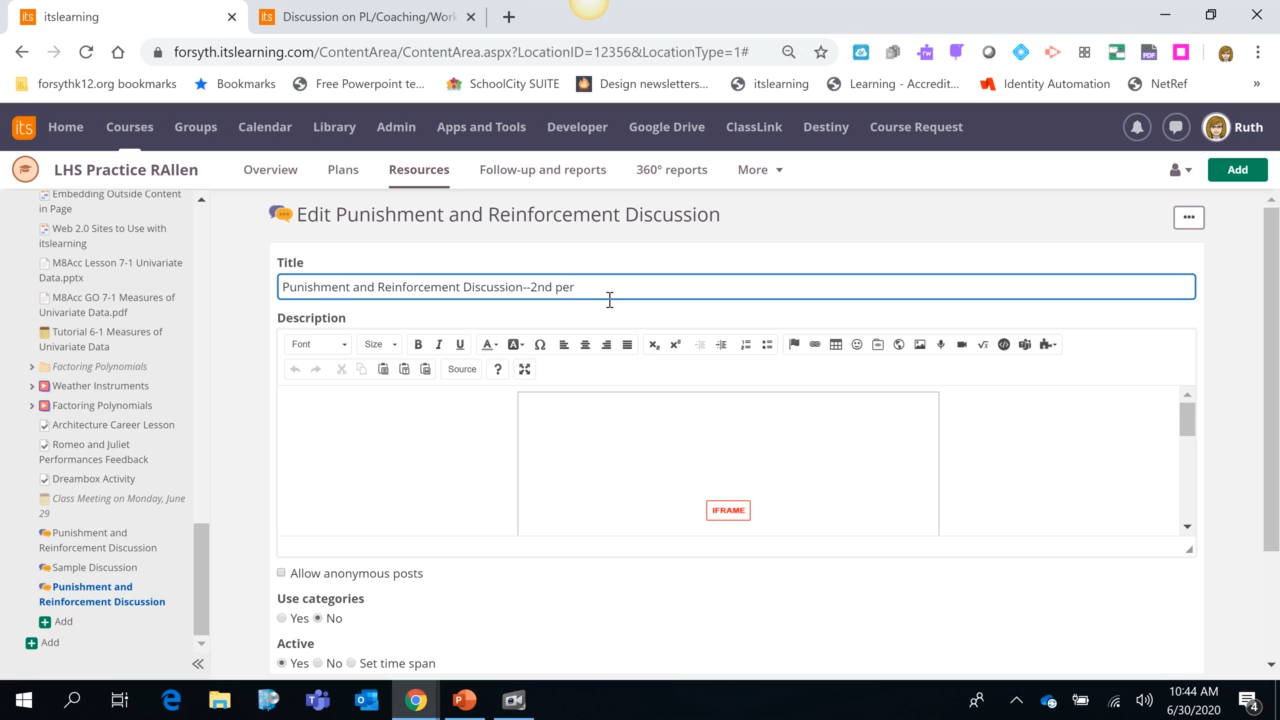 its itslearning
its Discussion on PL/Coaching/Work
forsyth.itslearning.com/ContentArea/ContentArea.aspx?LocationID=12356&LocationType=1#
forsythk12.org bookmarks Bookmarks Free Powerpoint te... SchoolCity SUITE Design newsletters... itslearning Learning - Accredit... Identity Automation NetRef »
its Home Courses Groups Calendar Library Admin Apps and Tools Developer Google Drive ClassLink Destiny Course Request Ruth
LHS Practice RAllen Overview Plans Resources Follow-up and reports 360° reports More Add
Embedding Outside Content
in Page
Web 2.0 Sites to Use with
itslearning
M8Acc Lesson 7-1 Univariate
Data.pptx
M8Acc GO 7-1 Measures of
Univariate Data.pdf
Tutorial 6-1 Measures of
Univariate Data
Factoring Polynomials
Weather Instruments
Factoring Polynomials
Architecture Career Lesson
Romeo and Juliet
Performances Feedback
Dreambox Activity
Class Meeting on Monday, June
29
Punishment and
Reinforcement Discussion
Sample Discussion
Punishment and
Reinforcement Discussion
Add
Add
Edit Punishment and Reinforcement Discussion
Title
Punishment and Reinforcement Discussion--2nd per
Description
Font Size B I U A A Ω x₂ x²
Source ?
IFRAME
Allow anonymous posts
Use categories
Yes No
Active
Yes No Set time span
10:44 AM
6/30/2020
4